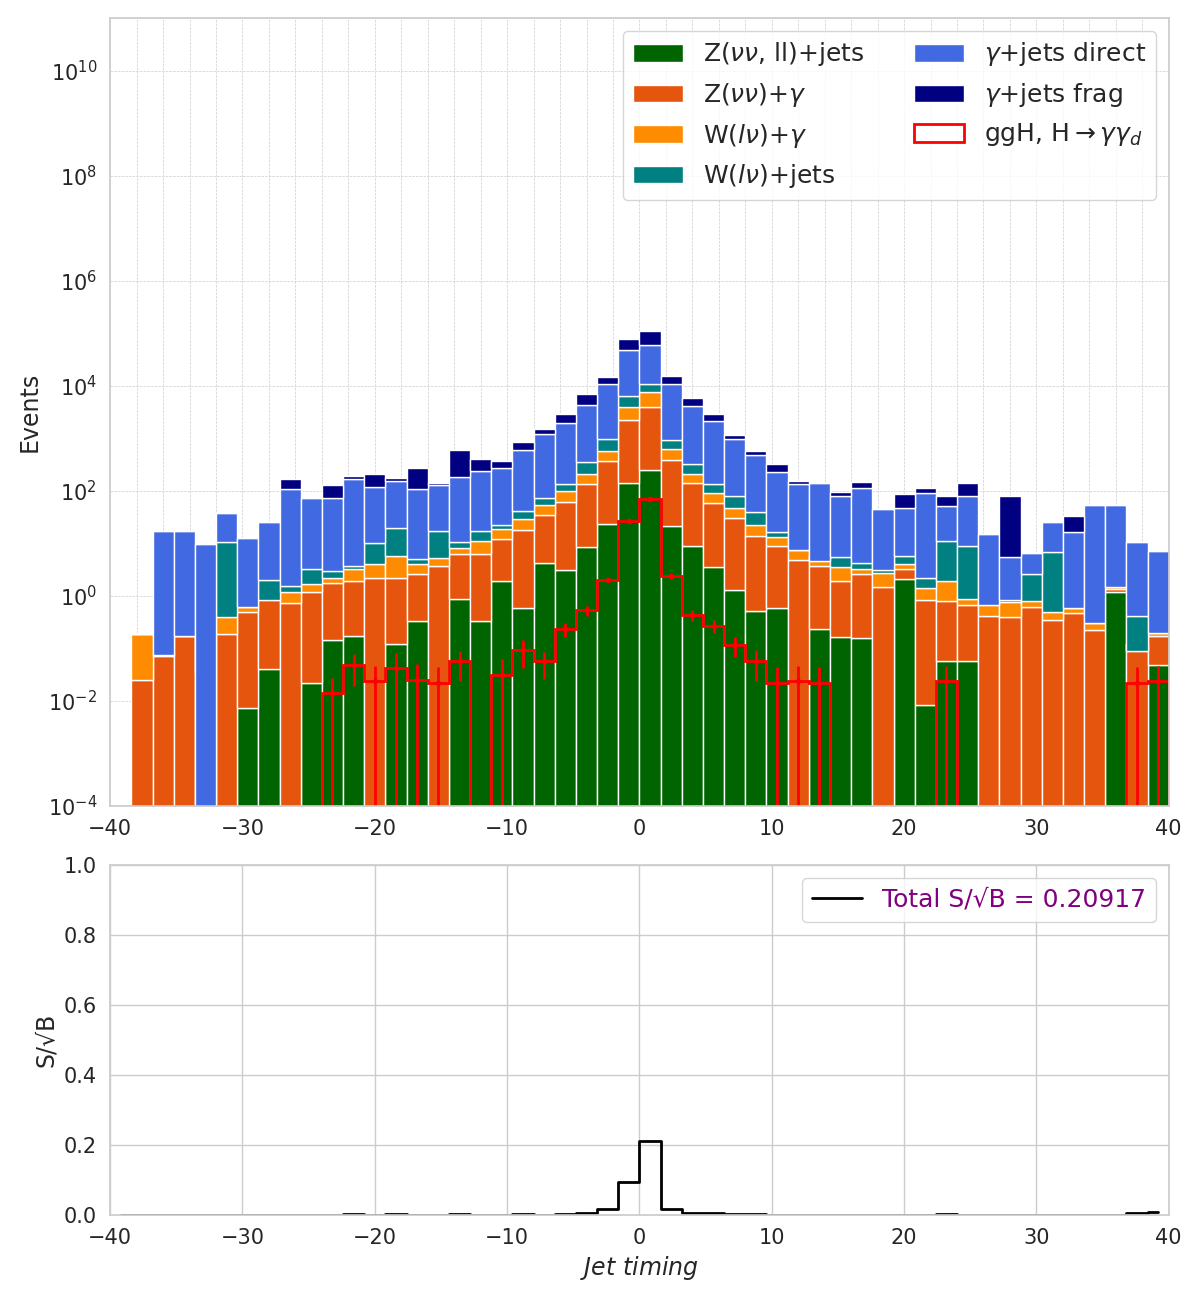 Z(νν, ll)+jets
Z(νν)+γ
W(lν)+γ
W(lν)+jets
γ+jets direct
γ+jets frag
ggH, H→γγ_d
Events
10^10
10^8
10^6
10^4
10^2
10^0
10^−2
10^−4
−40 −30 −20 −10 0 10 20 30 40
Total S/√B = 0.20917
S/√B
1.0
0.8
0.6
0.4
0.2
0.0
−40 −30 −20 −10 0 10 20 30 40
Jet timing